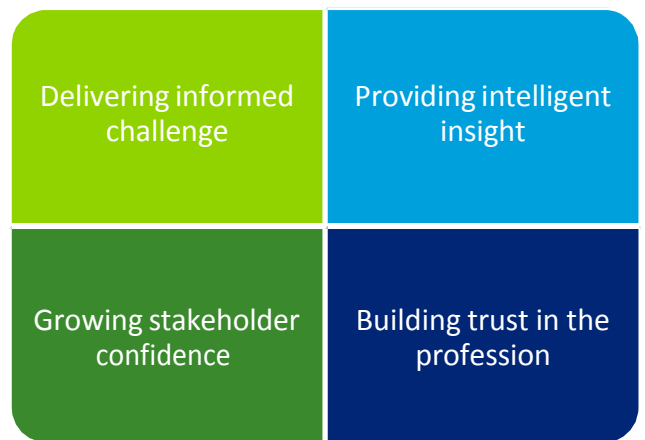 Delivering informed
challenge
Providing intelligent
insight
Growing stakeholder
confidence
Building trust in the
profession